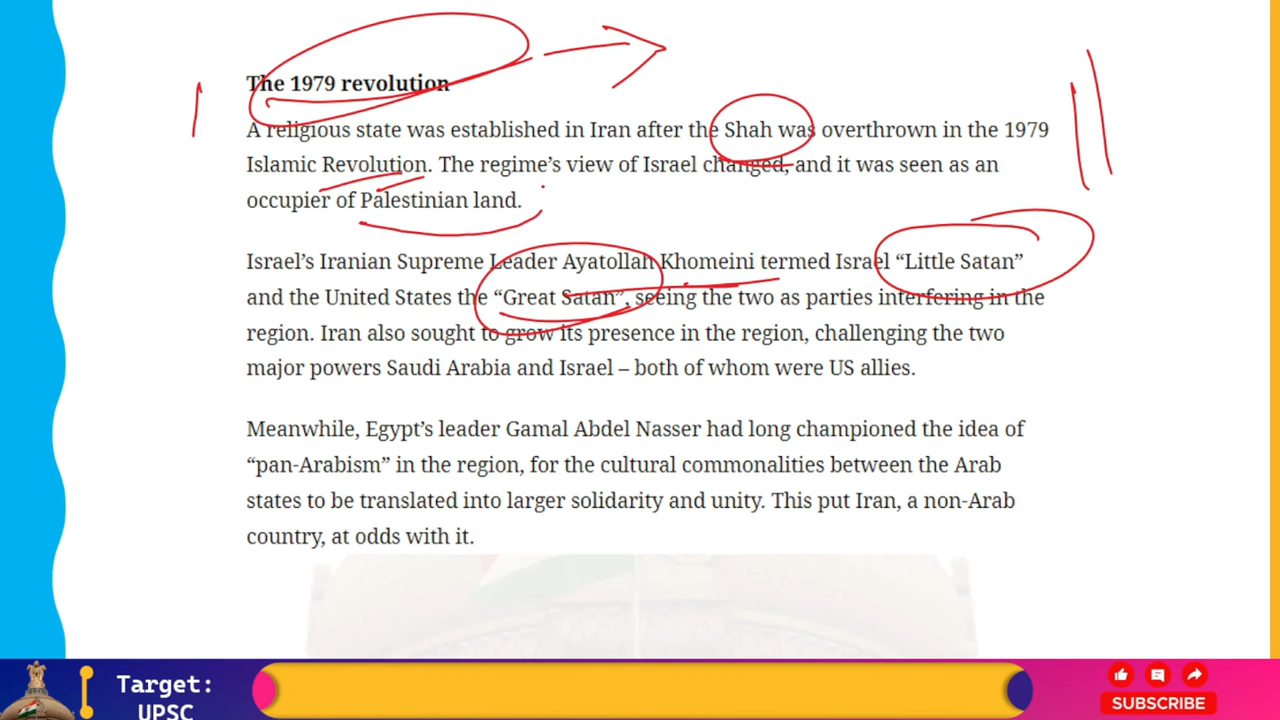 The 1979 revolution
A religious state was established in Iran after the Shah was overthrown in the 1979
Islamic Revolution. The regime’s view of Israel changed, and it was seen as an
occupier of Palestinian land.
Israel’s Iranian Supreme Leader Ayatollah Khomeini termed Israel “Little Satan”
and the United States the “Great Satan”, seeing the two as parties interfering in the
region. Iran also sought to grow its presence in the region, challenging the two
major powers Saudi Arabia and Israel – both of whom were US allies.
Meanwhile, Egypt’s leader Gamal Abdel Nasser had long championed the idea of
“pan-Arabism” in the region, for the cultural commonalities between the Arab
states to be translated into larger solidarity and unity. This put Iran, a non-Arab
country, at odds with it.
Target:
UPSC
SUBSCRIBE